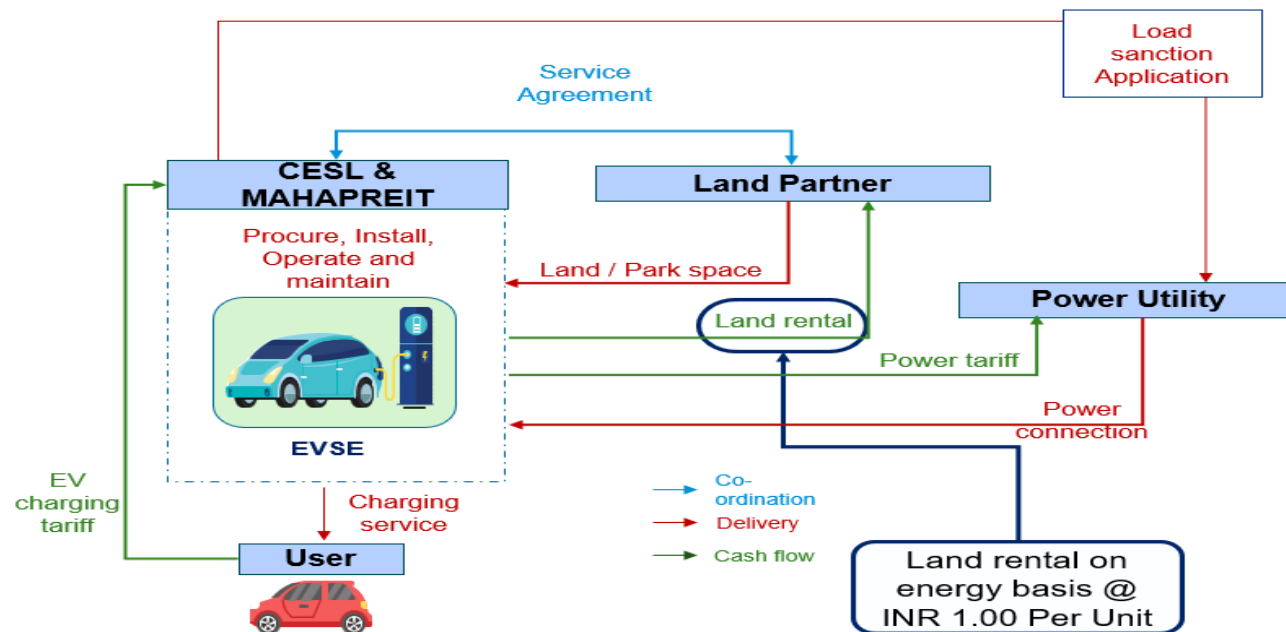 Load
sanction
Application
Service
Agreement
CESL &
MAHAPREIT
Land Partner
Procure, Install,
Operate and
maintain
Land / Park space
Power Utility
Land rental
Power tariff
Power
connection
EVSE
EV
charging
tariff
Charging
service
Co-
ordination
Delivery
Cash flow
User
Land rental on
energy basis @
INR 1.00 Per Unit